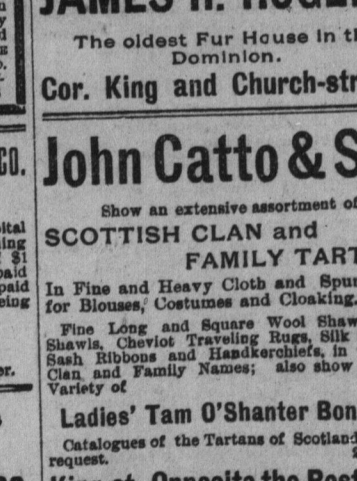 The oldest Fur House in
Dominion.
Cor. King and Church-str
CO.
John Catto & S
Show an extensive assortment of
SCOTTISH CLAN and
FAMILY TART
In Fine and Heavy Cloth and Spun
for Blouses, Costumes and Cloaking.
Fine Long and Square Wool Shaw
Shawls, Cheviot Traveling Rugs, Silk
Sash Ribbons and Handkerchiefs, in
Clan and Family Names; also show
Variety of
Ladies' Tam O'Shanter Bon
Catalogues of the Tartans of Scotland
request.
$1
paid
paid
eing
er.